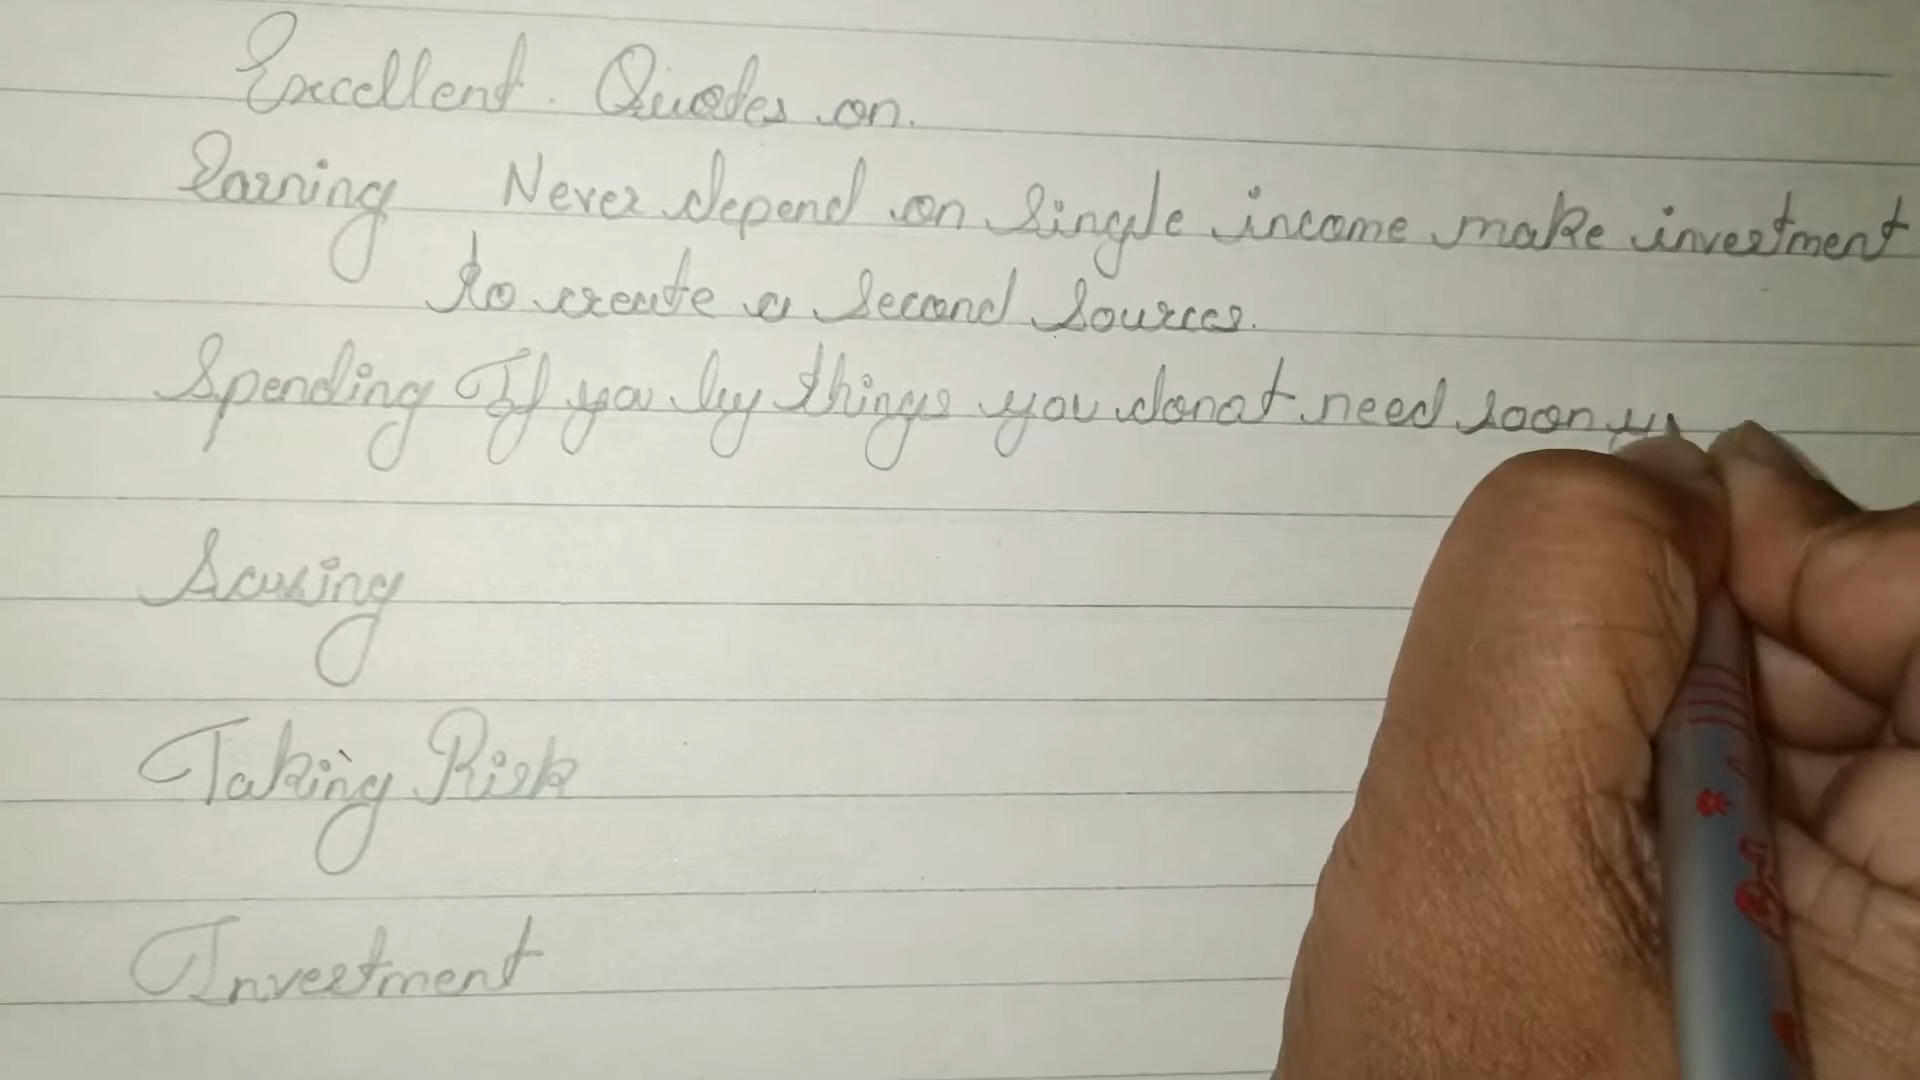 Excellent. Quotes on.
Earning Never depend on single income make investment
to create a second sources.
Spending If you by things you donot need soon y
Saving
Taking Risk
Investment